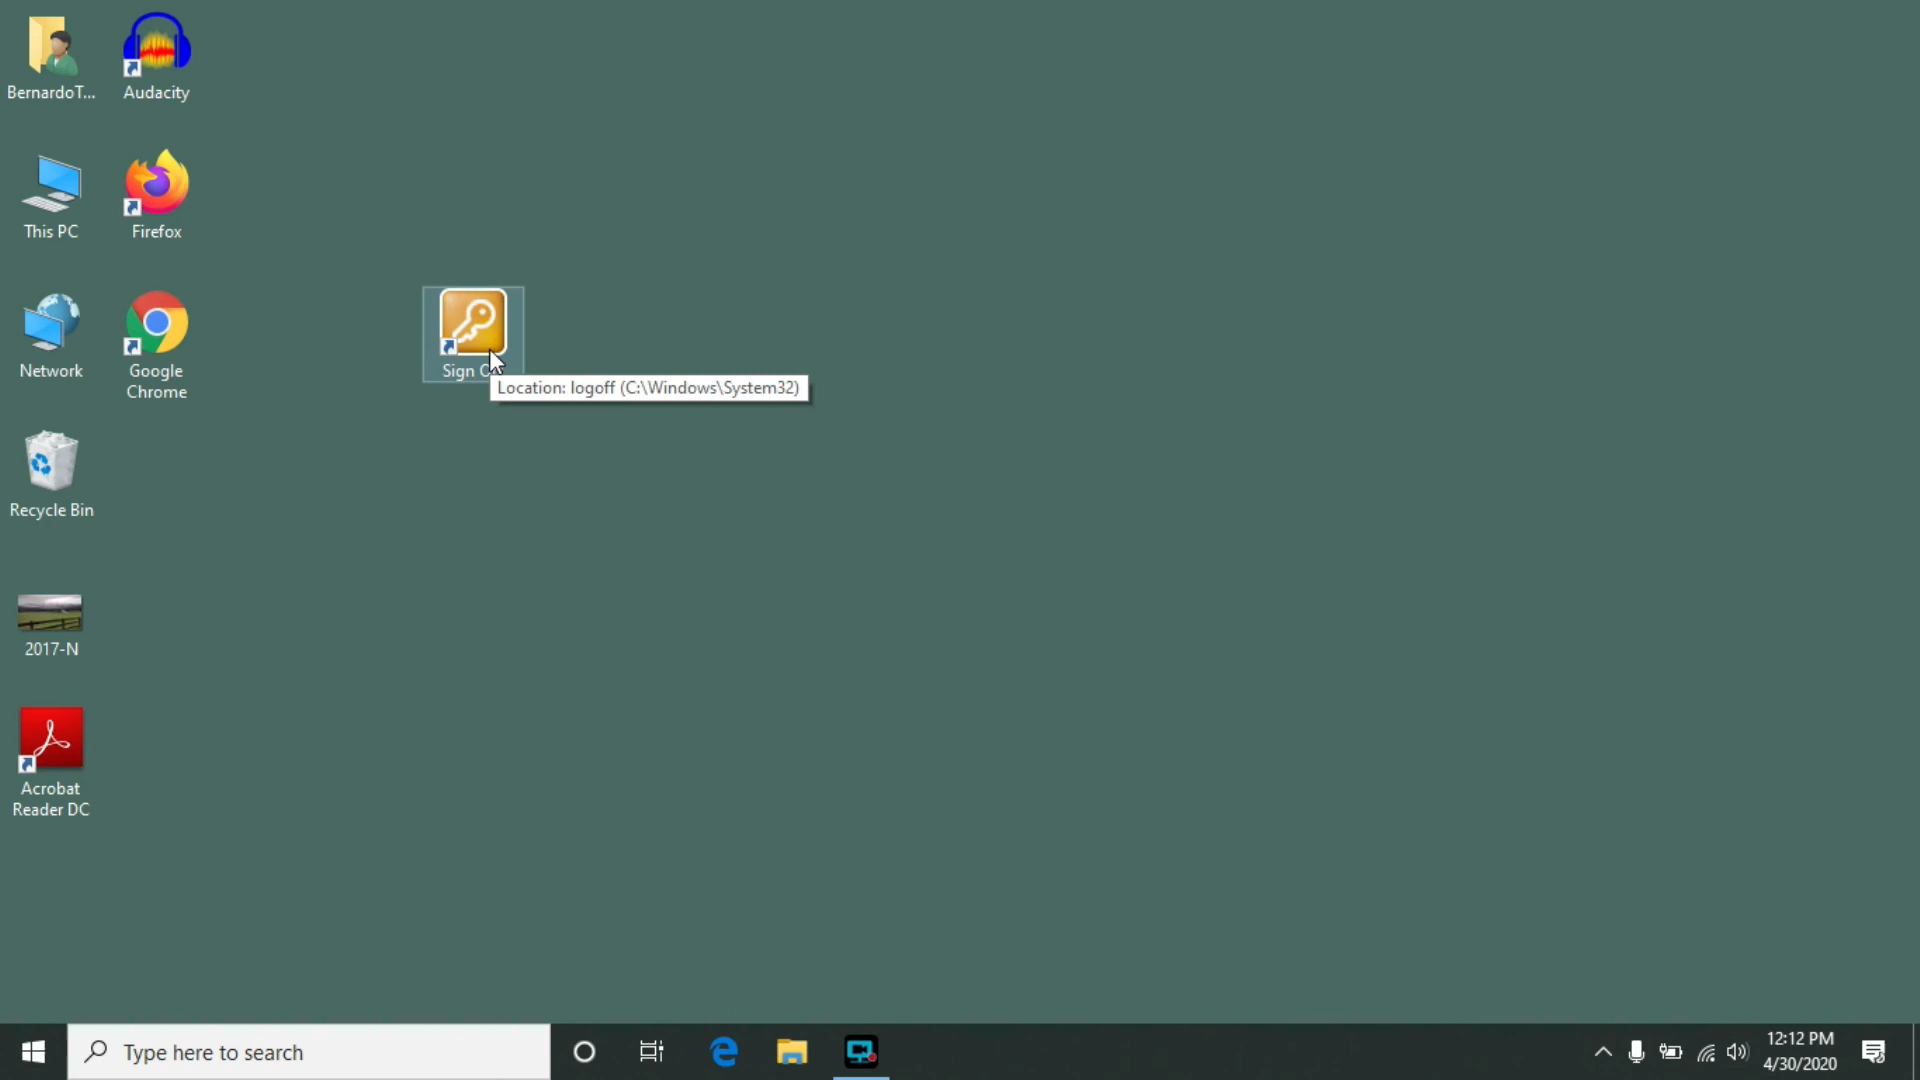 BernardoT...
Audacity
This PC
Firefox
Network
Google
Chrome
Sign
Location: logoff (C:\Windows\System32)
Recycle Bin
2017-N
Acrobat
Reader DC
Type here to search
12:12 PM
4/30/2020